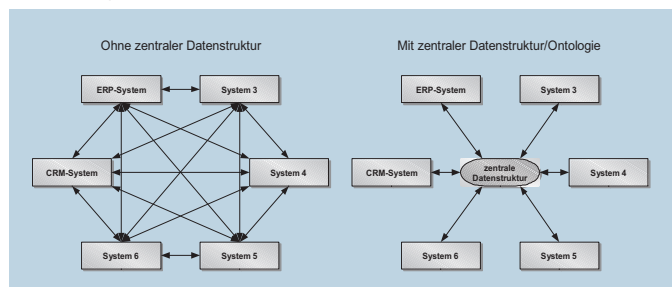 Ohne zentraler Datenstruktur
ERP-System
System 3
CRM-System
System 4
System 6
System 5
Mit zentraler Datenstruktur/Ontologie
ERP-System
System 3
CRM-System
zentrale
Datenstruktur
System 4
System 6
System 5